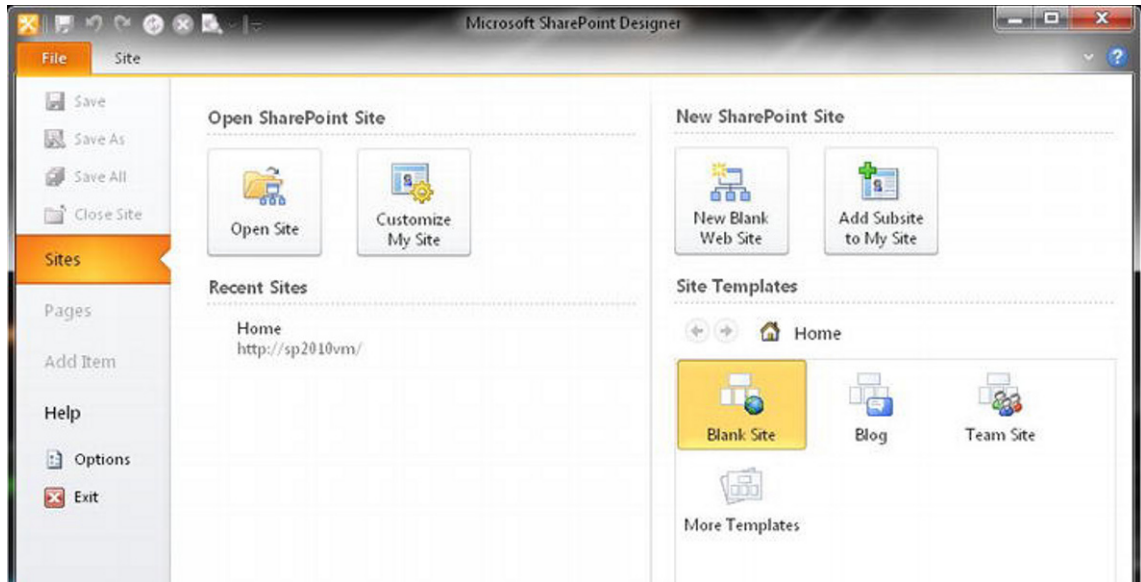 Microsoft SharePoint Designer
File
Site
Save
Save As
Save All
Close Site
Sites
Pages
Add Item
Help
Options
Exit
Open SharePoint Site
Open Site
Customize
My Site
Recent Sites
Home
http://sp2010vm/
New SharePoint Site
New Blank
Web Site
Add Subsite
to My Site
Site Templates
Home
Blank Site
Blog
Team Site
More Templates